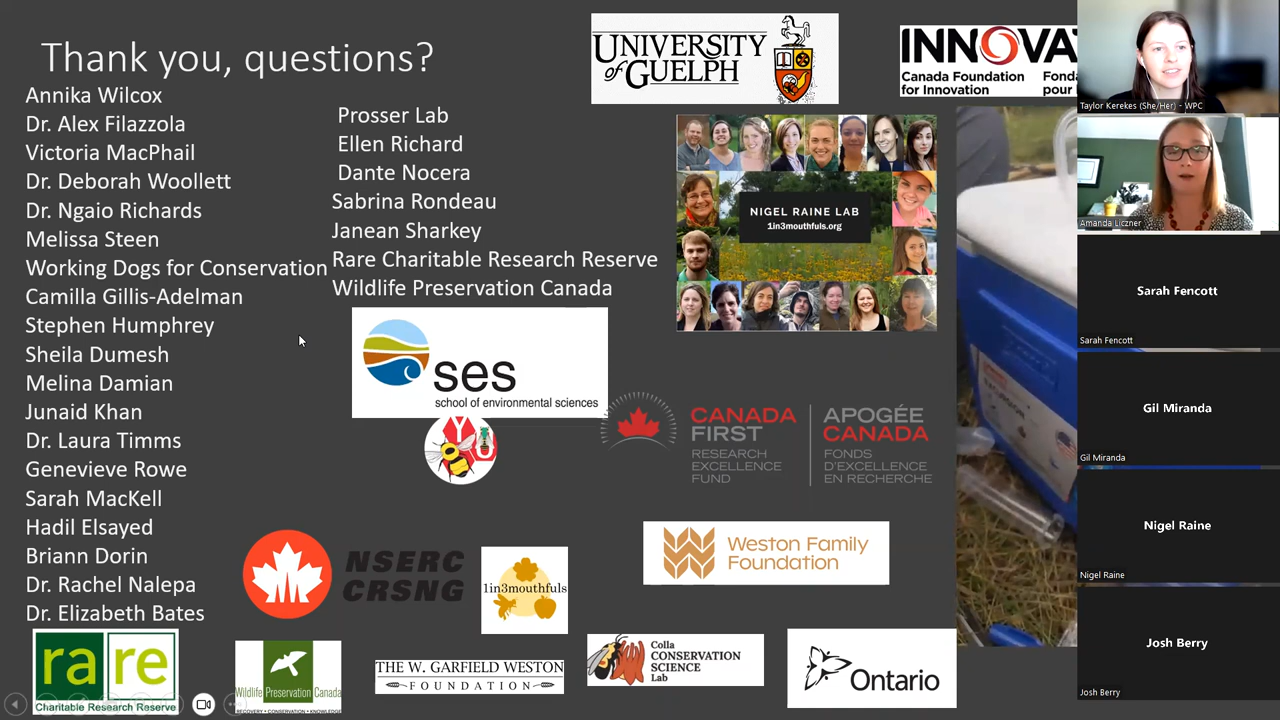 Thank you, questions?
Annika Wilcox
Dr. Alex Filazzola
Victoria MacPhail
Dr. Deborah Woollett
Dr. Ngaio Richards
Melissa Steen
Working Dogs for Conservation
Camilla Gillis-Adelman
Stephen Humphrey
Sheila Dumesh
Melina Damian
Junaid Khan
Dr. Laura Timms
Genevieve Rowe
Sarah MacKell
Hadil Elsayed
Briann Dorin
Dr. Rachel Nalepa
Dr. Elizabeth Bates
Prosser Lab
Ellen Richard
Dante Nocera
Sabrina Rondeau
Janean Sharkey
Rare Charitable Research Reserve
Wildlife Preservation Canada
UNIVERSITY
of GUELPH
INNOVA
Canada Foundation
for Innovation
Fond
pour
NIGEL RAINE LAB
1in3mouthfuls.org
ses
school of environmental sciences
Y U
CANADA
FIRST
RESEARCH
EXCELLENCE
FUND
APOGÉE
CANADA
FONDS
D'EXCELLENCE
EN RECHERCHE
NSERC
CRSNG
1in3mouthfuls
Weston Family
Foundation
rare
Charitable Research Reserve
Wildlife Preservation Canada
RECOVERY • CONSERVATION • KNOWLEDGE
THE W. GARFIELD WESTON
FOUNDATION
Colla
CONSERVATION
SCIENCE
Lab
Ontario
Taylor Kerekes (She/Her) - WPC
Amanda Liczner
Sarah Fencott
Sarah Fencott
Gil Miranda
Gil Miranda
Nigel Raine
Nigel Raine
Josh Berry
Josh Berry